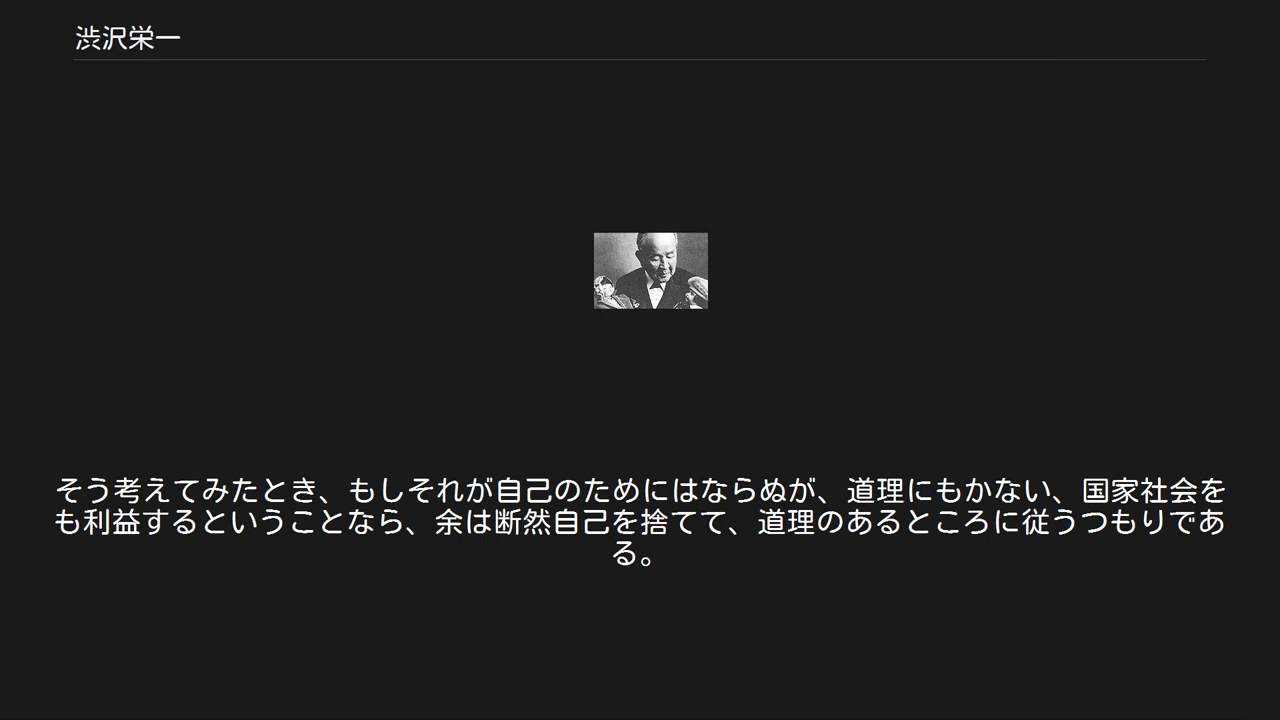 渋沢栄一
そう考えてみたとき、もしそれが自己のためにはならぬが、道理にもかない、国家社会を
も利益するということなら、余は断然自己を捨てて、道理のあるところに従うつもりであ
る。